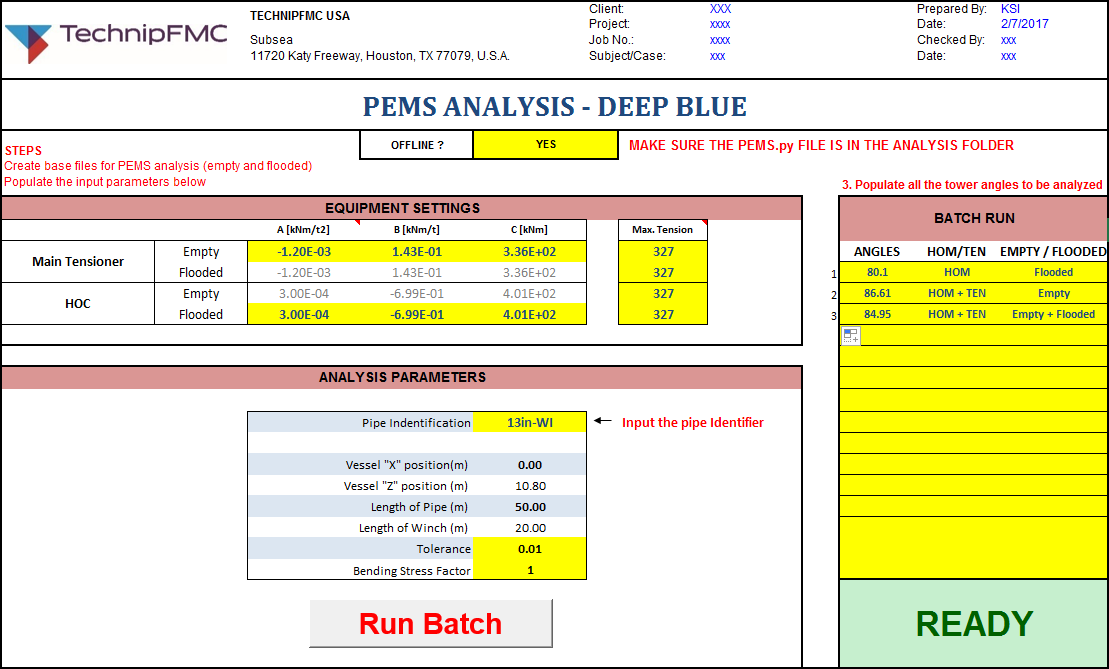 TechnipFMC
TECHNIPFMC USA
Subsea
11720 Katy Freeway, Houston, TX 77079, U.S.A.
Client: XXX
Project: xxxx
Job No.: xxxx
Subject/Case: xxx
Prepared By: KSI
Date: 2/7/2017
Checked By: xxx
Date: xxx
PEMS ANALYSIS - DEEP BLUE
OFFLINE ? YES
MAKE SURE THE PEMS.py FILE IS IN THE ANALYSIS FOLDER
STEPS
Create base files for PEMS analysis (empty and flooded)
Populate the input parameters below
EQUIPMENT SETTINGS
A [kNm/t2] B [kNm/t] C [kNm] Max. Tension
Main Tensioner
Empty -1.20E-03 1.43E-01 3.36E+02 327
Flooded -1.20E-03 1.43E-01 3.36E+02 327
HOC
Empty 3.00E-04 -6.99E-01 4.01E+02 327
Flooded 3.00E-04 -6.99E-01 4.01E+02 327
ANALYSIS PARAMETERS
Pipe Indentification 13in-WI
Input the pipe Identifier
Vessel "X" position(m) 0.00
Vessel "Z" position (m) 10.80
Length of Pipe (m) 50.00
Length of Winch (m) 20.00
Tolerance 0.01
Bending Stress Factor 1
Run Batch
3. Populate all the tower angles to be analyzed
BATCH RUN
ANGLES HOM/TEN EMPTY / FLOODED
1 80.1 HOM Flooded
2 86.61 HOM + TEN Empty
3 84.95 HOM + TEN Empty + Flooded
READY